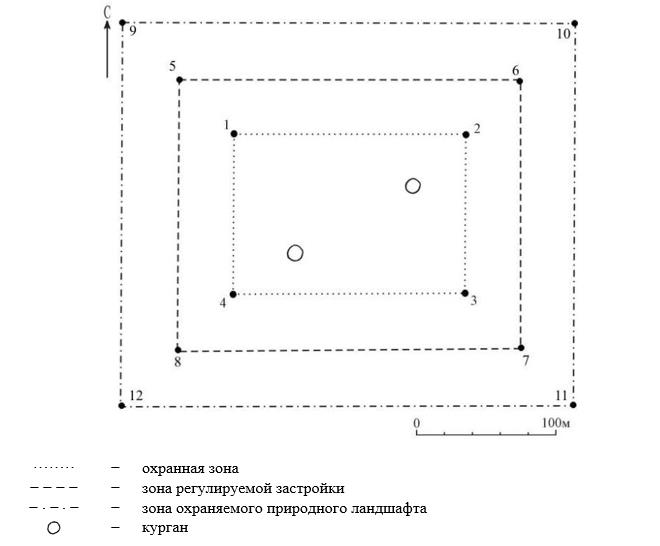 С
9
10
5
6
1
2
4
3
8
7
12
11
0 100м
– охранная зона
– зона регулируемой застройки
– зона охраняемого природного ландшафта
– курган